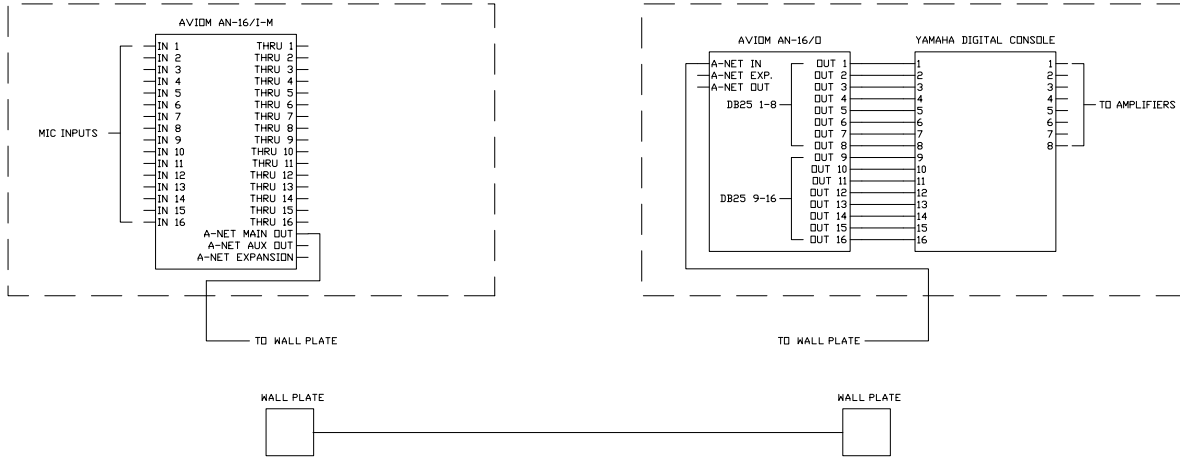 AVIOM AN-16/I-M
IN 1 THRU 1
IN 2 THRU 2
IN 3 THRU 3
IN 4 THRU 4
IN 5 THRU 5
IN 6 THRU 6
IN 7 THRU 7
IN 8 THRU 8
IN 9 THRU 9
IN 10 THRU 10
IN 11 THRU 11
IN 12 THRU 12
IN 13 THRU 13
IN 14 THRU 14
IN 15 THRU 15
IN 16 THRU 16
A-NET MAIN OUT
A-NET AUX OUT
A-NET EXPANSION
MIC INPUTS
TO WALL PLATE
AVIOM AN-16/O
A-NET IN
A-NET EXP.
A-NET OUT
DB25 1-8
DB25 9-16
OUT 1
OUT 2
OUT 3
OUT 4
OUT 5
OUT 6
OUT 7
OUT 8
OUT 9
OUT 10
OUT 11
OUT 12
OUT 13
OUT 14
OUT 15
OUT 16
YAMAHA DIGITAL CONSOLE
1 1
2 2
3 3
4 4
5 5
6 6
7 7
8 8
9
10
11
12
13
14
15
16
TO AMPLIFIERS
TO WALL PLATE
WALL PLATE
WALL PLATE